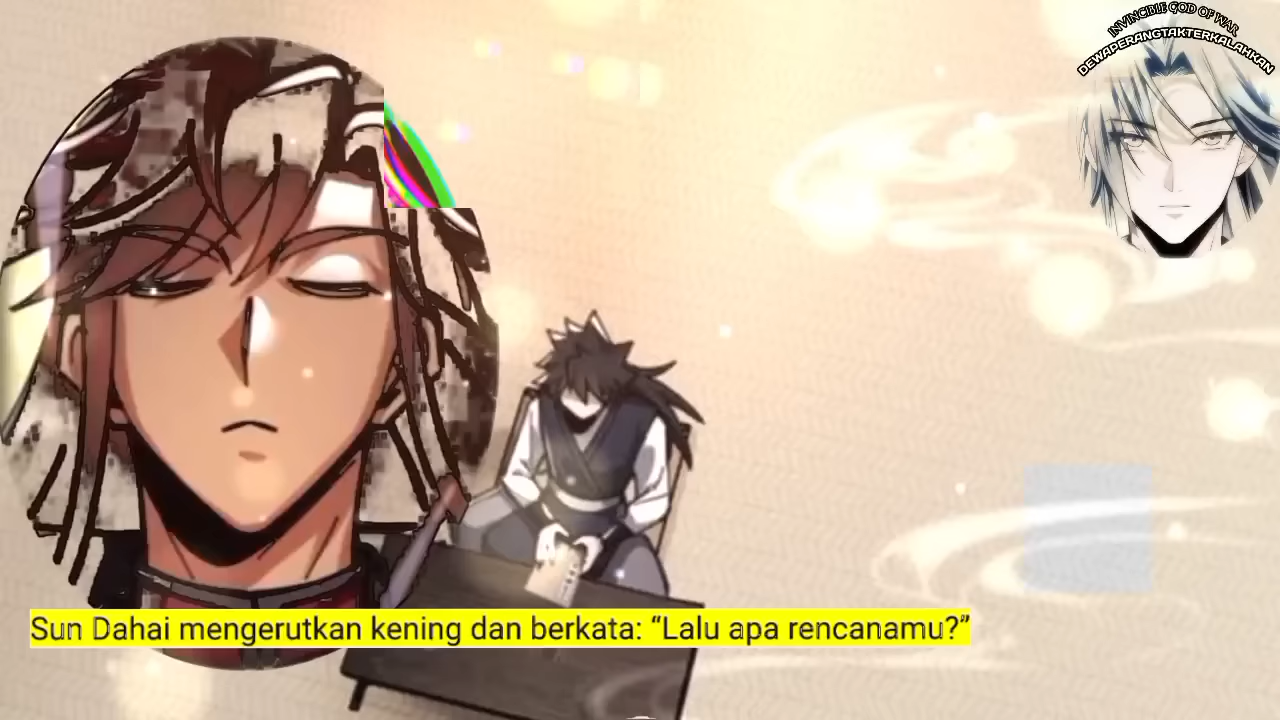 INVINCIBLE GOD OF WAR
DEWAPERANGTAKTERKALAHKAN
Sun Dahai mengerutkan kening dan berkata: “Lalu apa rencanamu?”